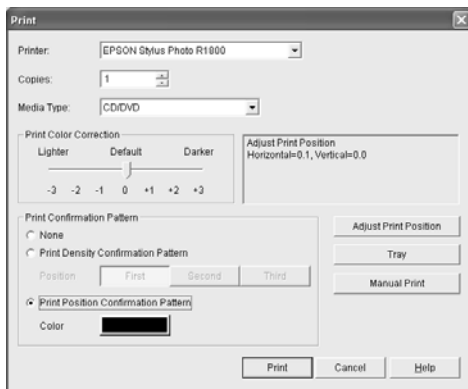 Print
Printer: EPSON Stylus Photo R1800
Copies: 1
Media Type: CD/DVD
Print Color Correction
Lighter Default Darker
-3 -2 -1 0 +1 +2 +3
Adjust Print Position
Horizontal=0.1, Vertical=0.0
Print Confirmation Pattern
None
Print Density Confirmation Pattern
Position First Second Third
Print Position Confirmation Pattern
Color
Adjust Print Position
Tray
Manual Print
Print Cancel Help